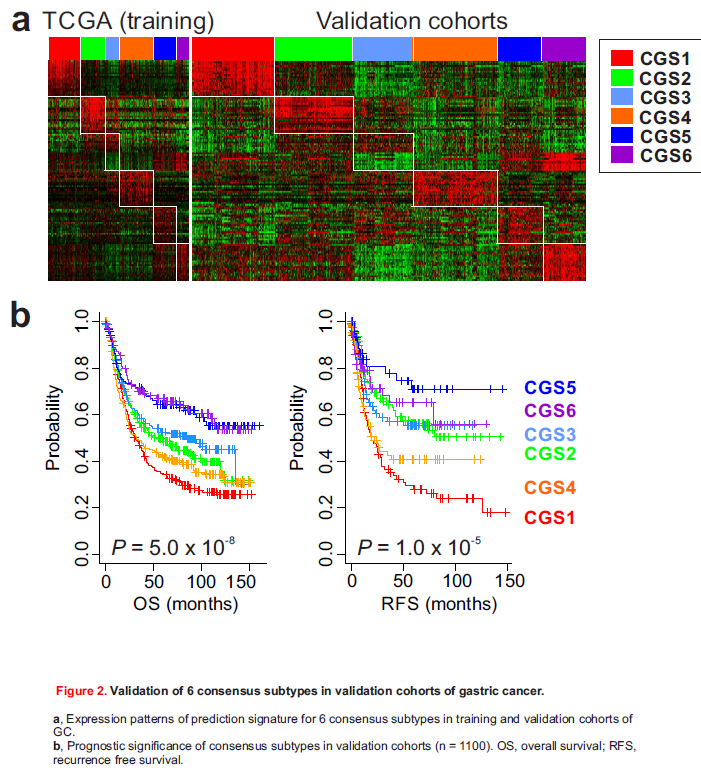 a TCGA (training) Validation cohorts
CGS1
CGS2
CGS3
CGS4
CGS5
CGS6
b
Probability
1.0
0.8
0.6
0.4
0.2
0.0
P = 5.0 x 10-8
0 50 100 150
OS (months)
Probability
1.0
0.8
0.6
0.4
0.2
0.0
P = 1.0 x 10-5
0 50 100 150
RFS (months)
CGS5
CGS6
CGS3
CGS2
CGS4
CGS1
Figure 2. Validation of 6 consensus subtypes in validation cohorts of gastric cancer.
a, Expression patterns of prediction signature for 6 consensus subtypes in training and validation cohorts of
GC.
b, Prognostic significance of consensus subtypes in validation cohorts (n = 1100). OS, overall survival; RFS,
recurrence free survival.